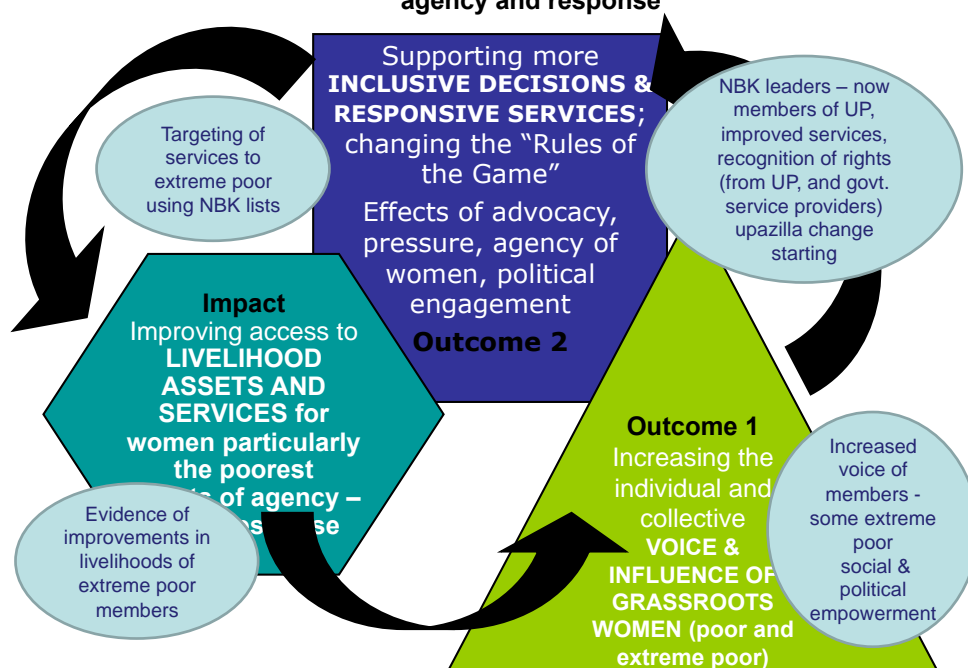 agency and response
Supporting more
INCLUSIVE DECISIONS &
RESPONSIVE SERVICES;
changing the “Rules of
the Game”
Effects of advocacy,
pressure, agency of
women, political
engagement
Outcome 2
NBK leaders – now
members of UP,
improved services,
recognition of rights
(from UP, and govt.
service providers)
upazilla change
starting
Targeting of
services to
extreme poor
using NBK lists
Impact
Improving access to
LIVELIHOOD
ASSETS AND
SERVICES for
women particularly
the poorest
of agency –
Evidence of
improvements in
livelihoods of
extreme poor
members
Outcome 1
Increasing the
individual and
collective
VOICE &
INFLUENCE OF
GRASSROOTS
WOMEN (poor and
extreme poor)
Increased
voice of
members -
some extreme
poor
social &
political
empowerment